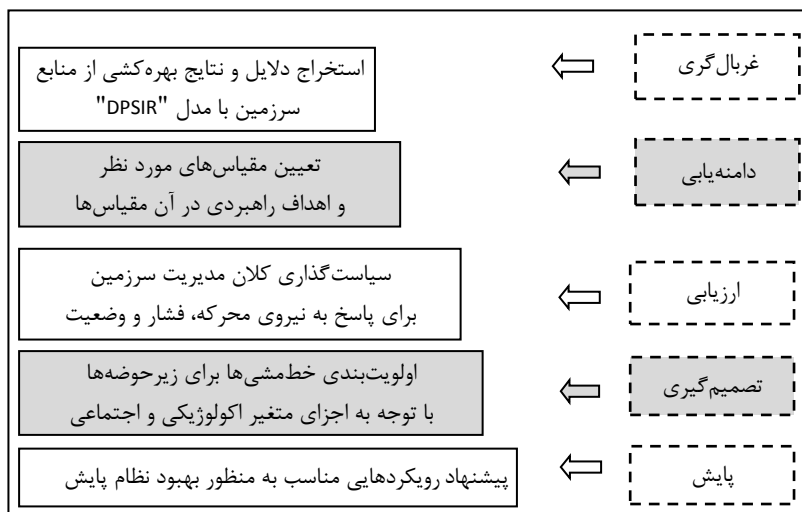 غربال‌گری
استخراج دلایل و نتایج بهره‌کشی از منابع
سرزمین با مدل "DPSIR"
دامنه‌یابی
تعیین مقیاس‌های مورد نظر
و اهداف راهبردی در آن مقیاس‌ها
ارزیابی
سیاست‌گذاری کلان مدیریت سرزمین
برای پاسخ به نیروی محرکه، فشار و وضعیت
تصمیم‌گیری
اولویت‌بندی خط‌مشی‌ها برای زیرحوضه‌ها
با توجه به اجزای متغیر اکولوژیکی و اجتماعی
پایش
پیشنهاد رویکردهایی مناسب به منظور بهبود نظام پایش